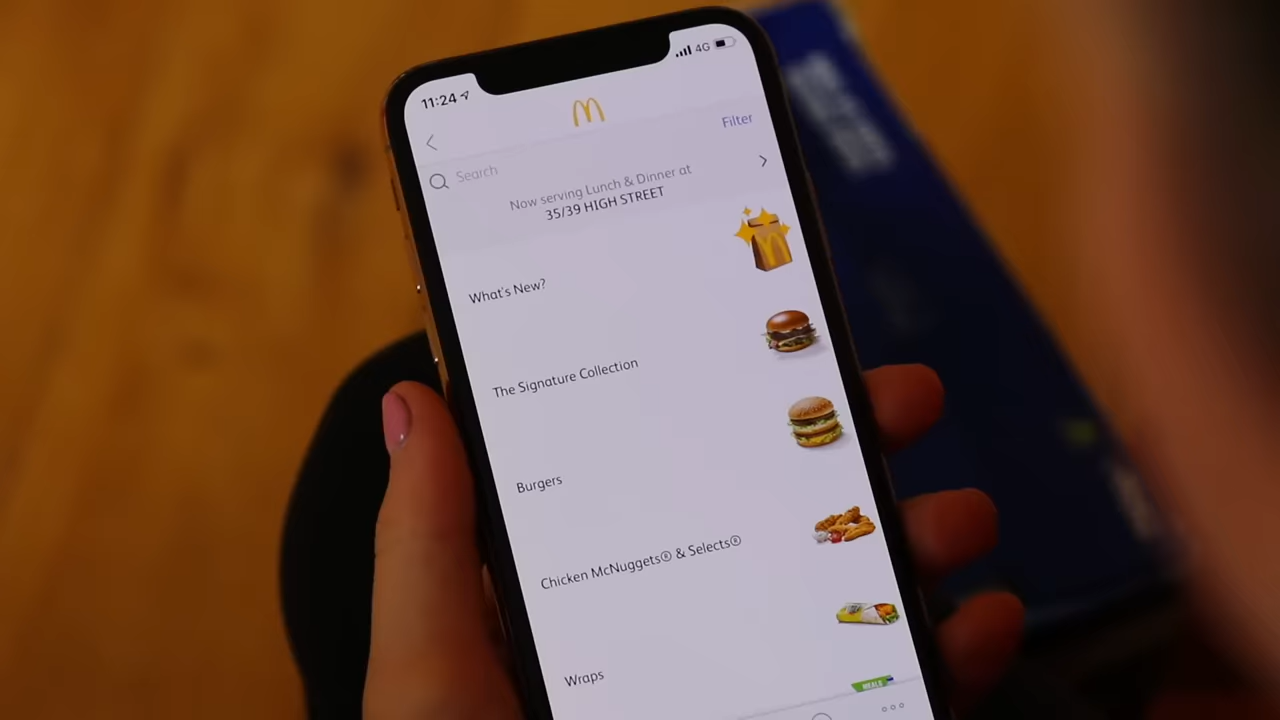 11:24
4G
Filter
Search
Now serving Lunch & Dinner at
35/39 HIGH STREET
What's New?
The Signature Collection
Burgers
Chicken McNuggets® & Selects®
Wraps
MEALS